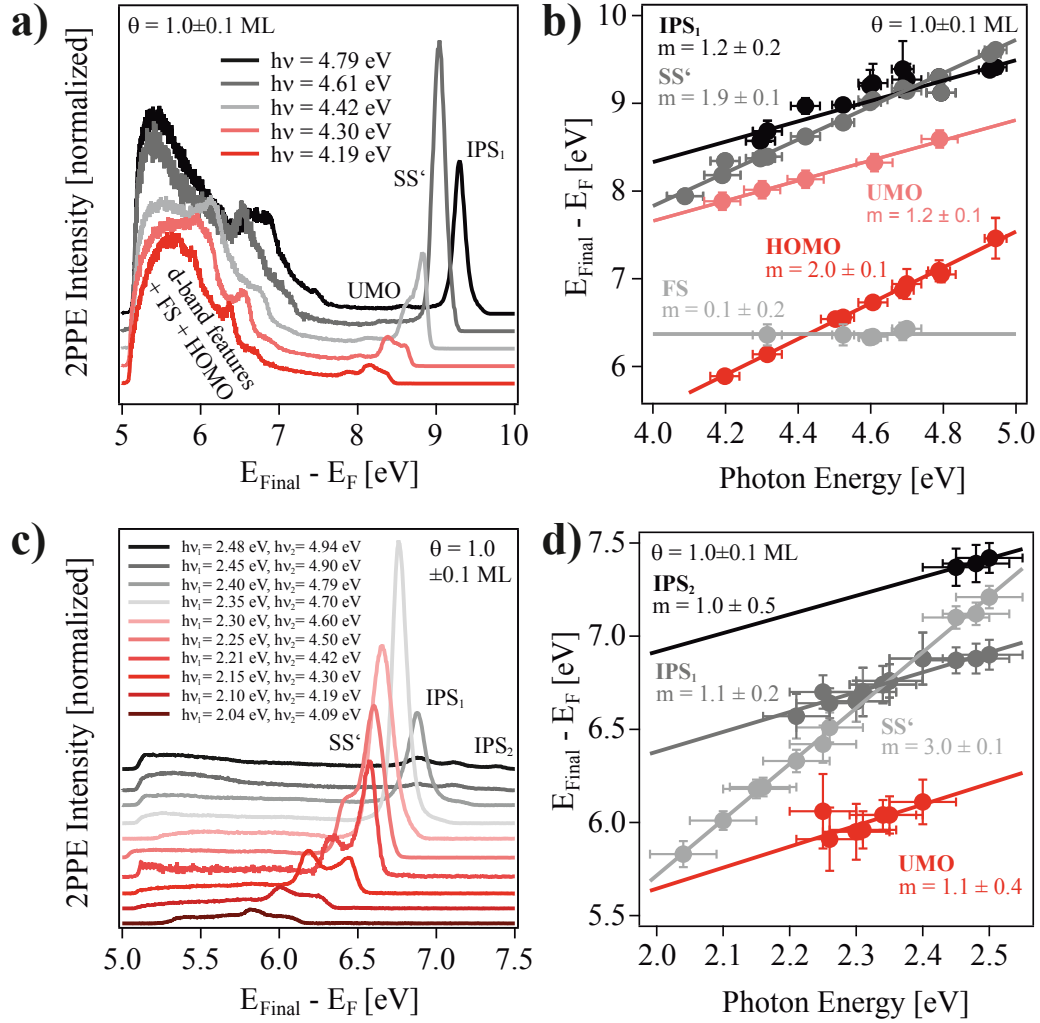 a)
θ = 1.0±0.1 ML
hν = 4.79 eV
hν = 4.61 eV
hν = 4.42 eV
hν = 4.30 eV
hν = 4.19 eV
SS‘
IPS₁
UMO
d-band features
+ FS + HOMO
2PPE Intensity [normalized]
5 6 7 8 9 10
E_Final - E_F [eV]
b)
IPS₁
m = 1.2 ± 0.2
θ = 1.0±0.1 ML
SS‘
m = 1.9 ± 0.1
UMO
m = 1.2 ± 0.1
HOMO
m = 2.0 ± 0.1
FS
m = 0.1 ± 0.2
E_Final - E_F [eV]
10
9
8
7
6
4.0 4.2 4.4 4.6 4.8 5.0
Photon Energy [eV]
c)
hν₁= 2.48 eV, hν₂= 4.94 eV
hν₁= 2.45 eV, hν₂= 4.90 eV
hν₁= 2.40 eV, hν₂= 4.79 eV
hν₁= 2.35 eV, hν₂= 4.70 eV
hν₁= 2.30 eV, hν₂= 4.60 eV
hν₁= 2.25 eV, hν₂= 4.50 eV
hν₁= 2.21 eV, hν₂= 4.42 eV
hν₁= 2.15 eV, hν₂= 4.30 eV
hν₁= 2.10 eV, hν₂= 4.19 eV
hν₁= 2.04 eV, hν₂= 4.09 eV
θ = 1.0
±0.1 ML
IPS₁
SS‘
IPS₂
2PPE Intensity [normalized]
5.0 5.5 6.0 6.5 7.0 7.5
E_Final - E_F [eV]
d)
θ = 1.0±0.1 ML
IPS₂
m = 1.0 ± 0.5
IPS₁
m = 1.1 ± 0.2
SS‘
m = 3.0 ± 0.1
UMO
m = 1.1 ± 0.4
E_Final - E_F [eV]
7.5
7.0
6.5
6.0
5.5
2.0 2.1 2.2 2.3 2.4 2.5
Photon Energy [eV]